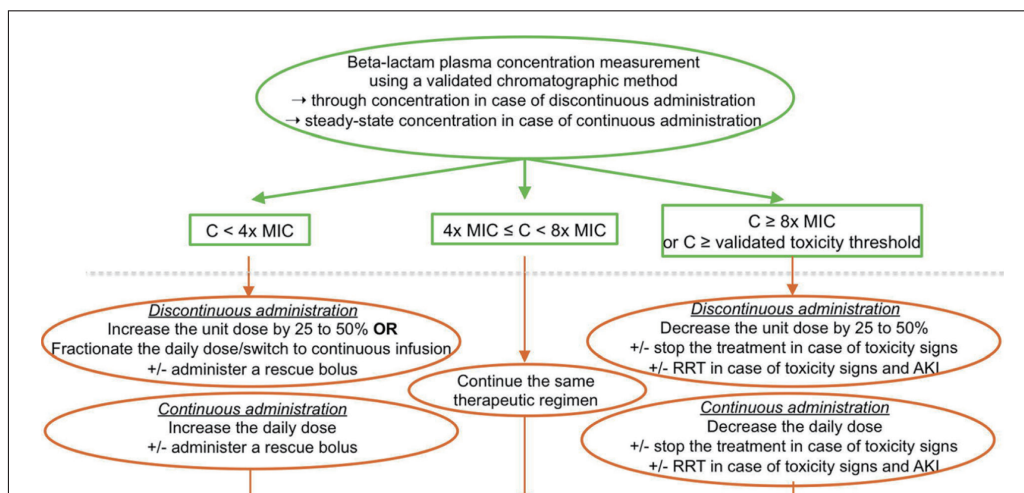 Beta-lactam plasma concentration measurement
using a validated chromatographic method
→ through concentration in case of discontinuous administration
→ steady-state concentration in case of continuous administration
C < 4x MIC
4x MIC ≤ C < 8x MIC
C ≥ 8x MIC
or C ≥ validated toxicity threshold
Discontinuous administration
Increase the unit dose by 25 to 50% OR
Fractionate the daily dose/switch to continuous infusion
+/- administer a rescue bolus
Continuous administration
Increase the daily dose
+/- administer a rescue bolus
Continue the same
therapeutic regimen
Discontinuous administration
Decrease the unit dose by 25 to 50%
+/- stop the treatment in case of toxicity signs
+/- RRT in case of toxicity signs and AKI
Continuous administration
Decrease the daily dose
+/- stop the treatment in case of toxicity signs
+/- RRT in case of toxicity signs and AKI